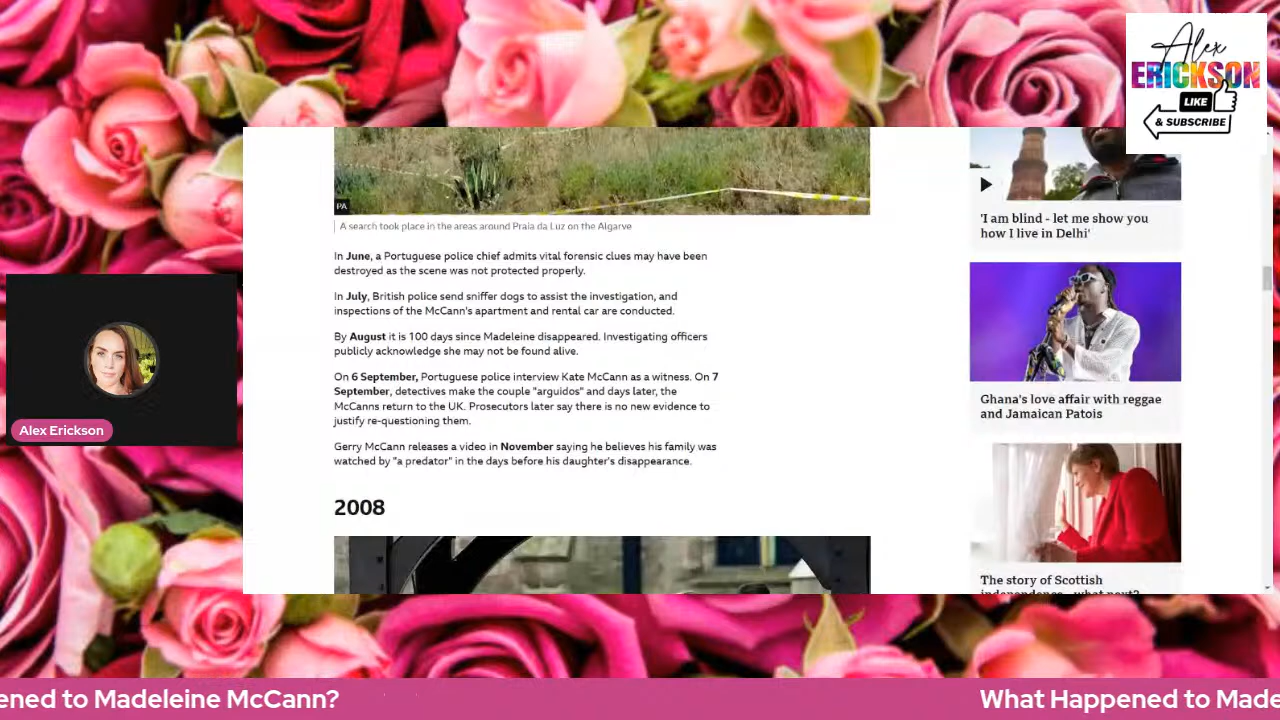 Alex
ERICKSON
LIKE
& SUBSCRIBE
PA
A search took place in the areas around Praia da Luz on the Algarve
In June, a Portuguese police chief admits vital forensic clues may have been
destroyed as the scene was not protected properly.
In July, British police send sniffer dogs to assist the investigation, and
inspections of the McCann's apartment and rental car are conducted.
By August it is 100 days since Madeleine disappeared. Investigating officers
publicly acknowledge she may not be found alive.
On 6 September, Portuguese police interview Kate McCann as a witness. On 7
September, detectives make the couple "arguidos" and days later, the
McCanns return to the UK. Prosecutors later say there is no new evidence to
justify re-questioning them.
Gerry McCann releases a video in November saying he believes his family was
watched by "a predator" in the days before his daughter's disappearance.
2008
'I am blind - let me show you
how I live in Delhi'
Ghana's love affair with reggae
and Jamaican Patois
The story of Scottish
independence - what next?
Alex Erickson
ened to Madeleine McCann?
What Happened to Made